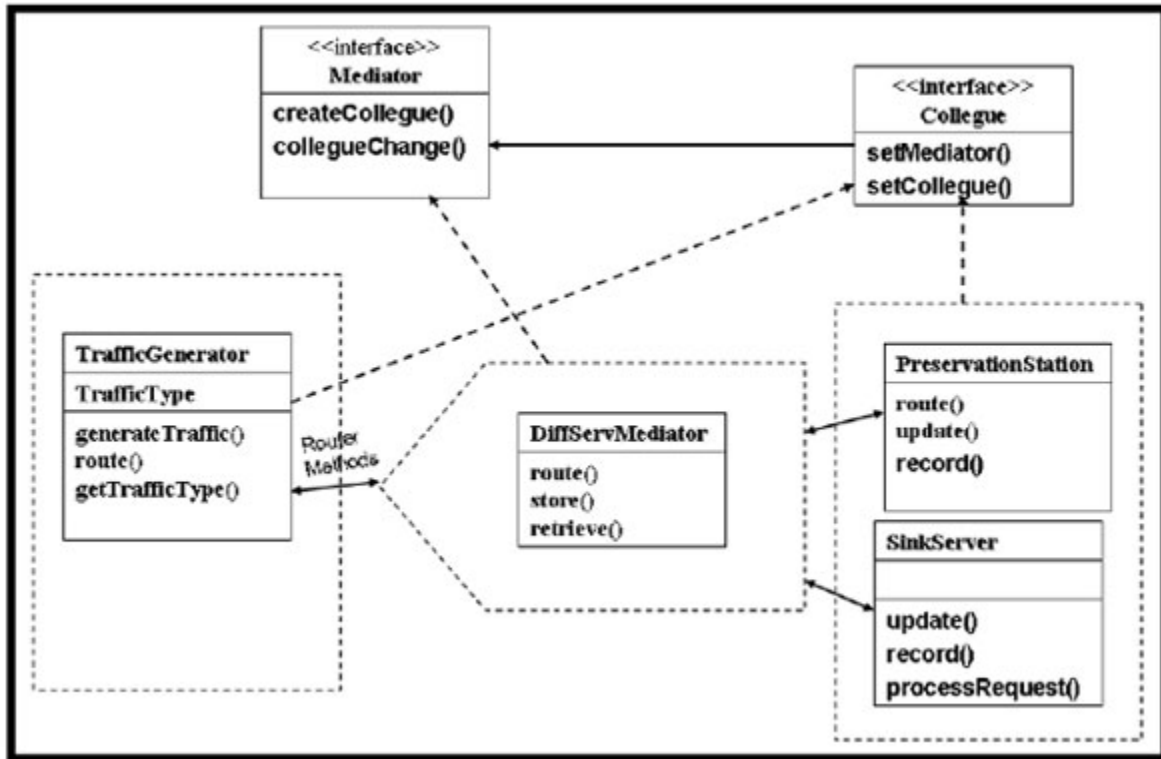 <<interface>>
Mediator
createCollegue()
collegueChange()
<<interface>>
Collegue
setMediator()
setCollegue()
TrafficGenerator
TrafficType
generateTraffic()
route()
getTrafficType()
Router
Methods
DiffServMediator
route()
store()
retrieve()
PreservationStation
route()
update()
record()
SinkServer
update()
record()
processRequest()